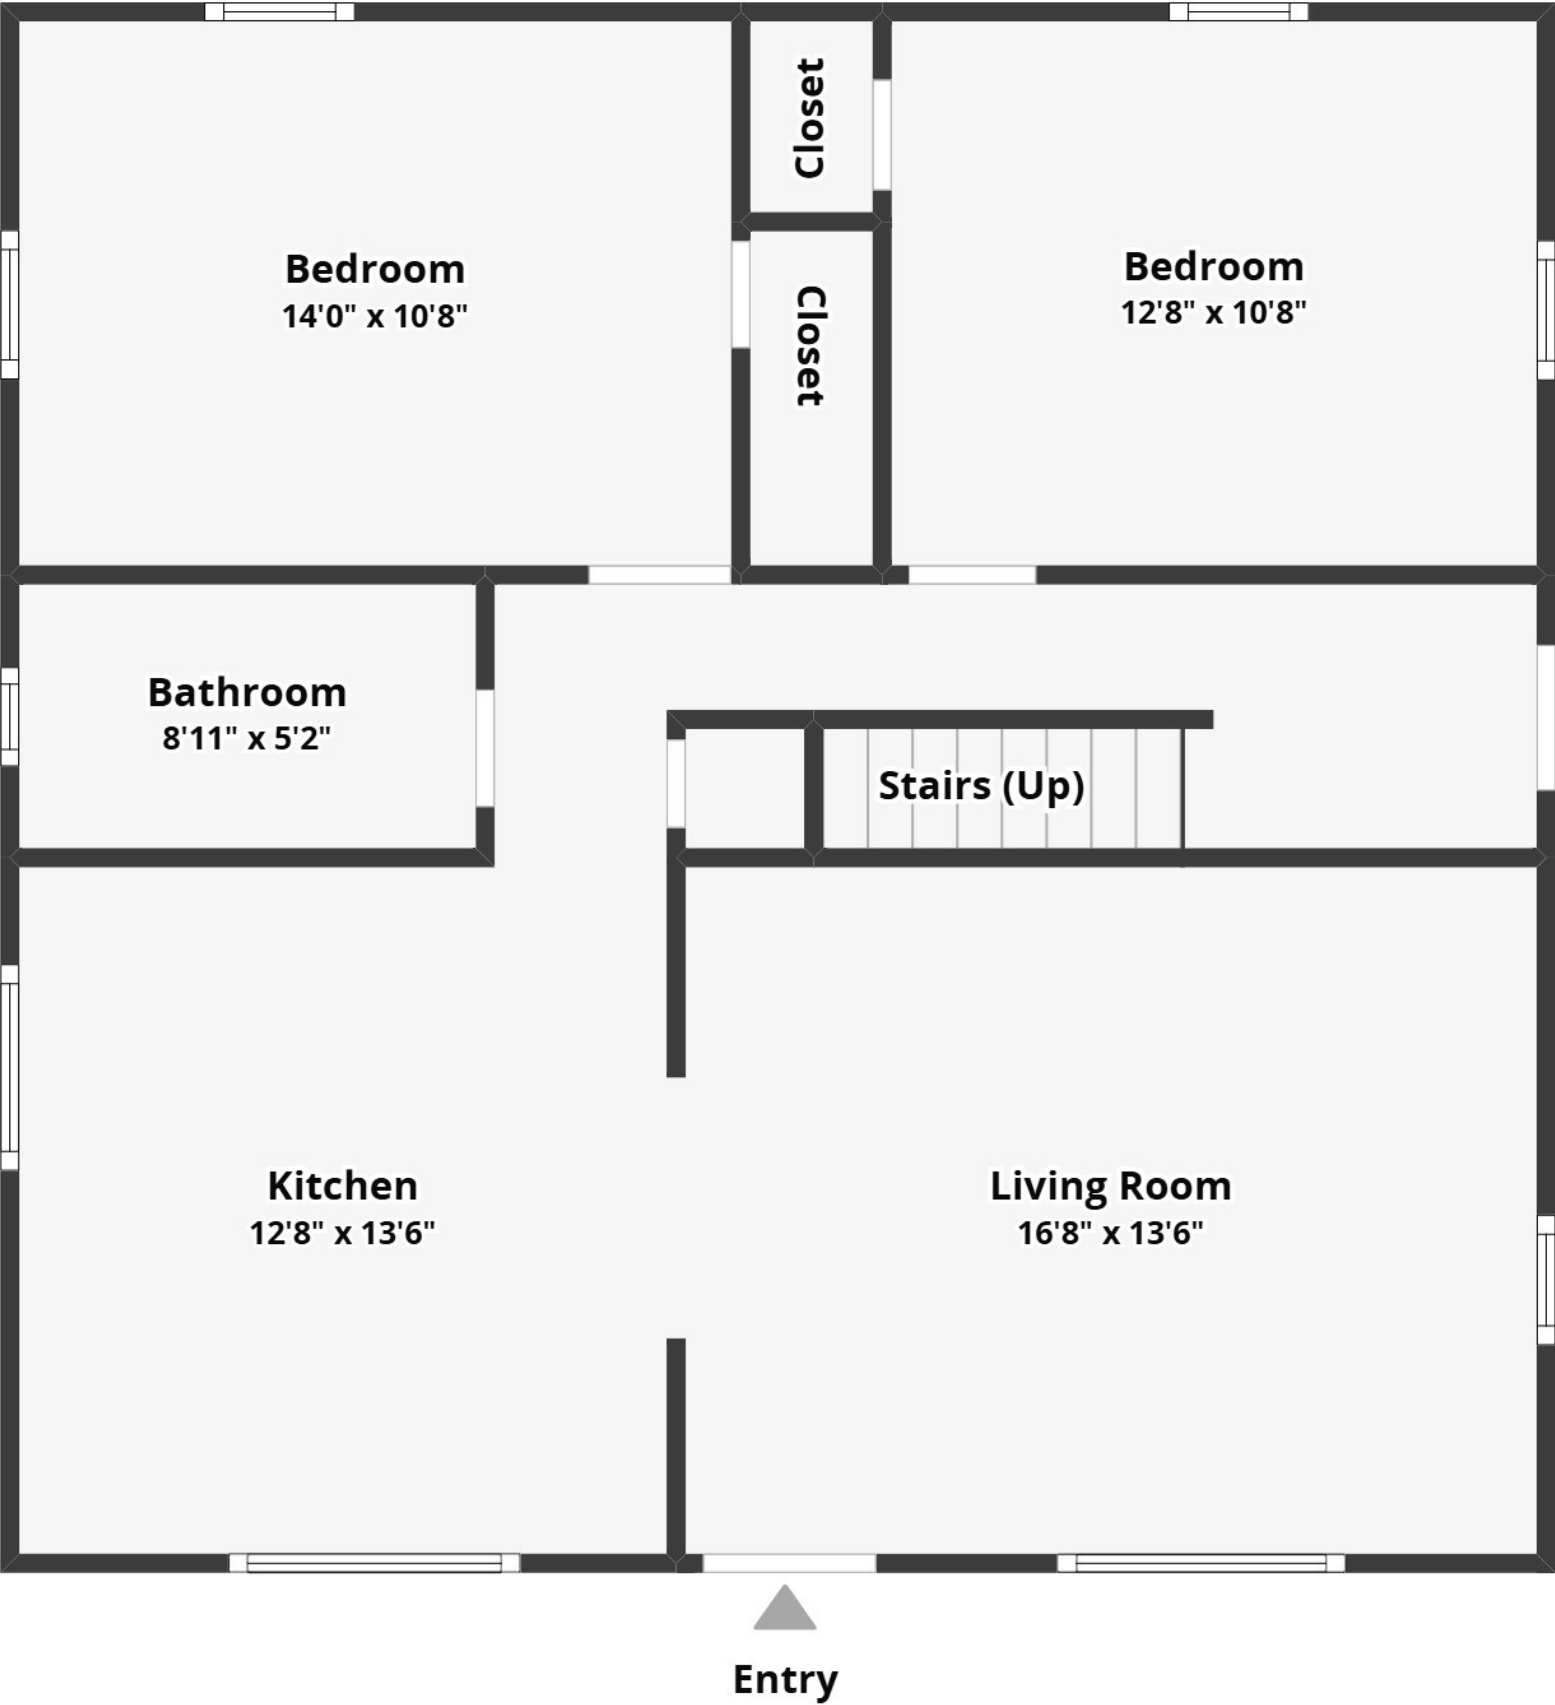 Closet
Bedroom
14'0" x 10'8"
Closet
Bedroom
12'8" x 10'8"
Bathroom
8'11" x 5'2"
Stairs (Up)
Kitchen
12'8" x 13'6"
Living Room
16'8" x 13'6"
Entry